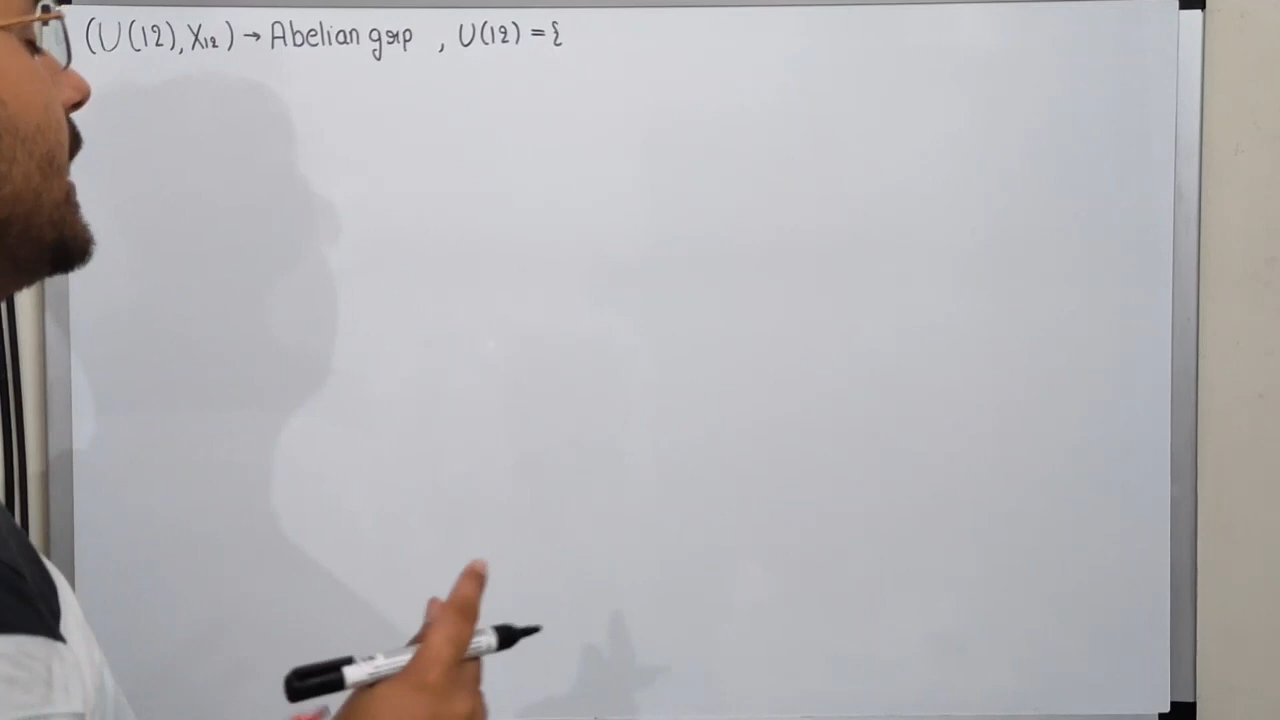 (U(12), X₁₂) → Abelian grp , U(12) = {